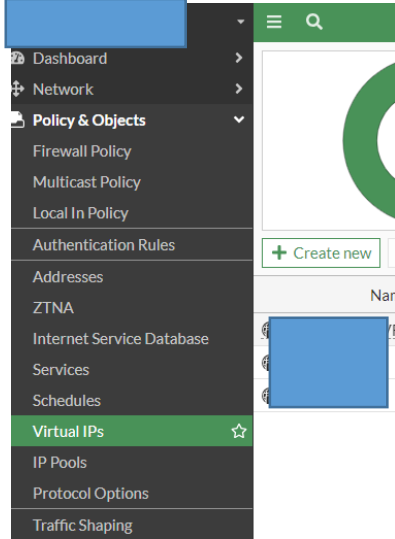 Dashboard
Network
Policy & Objects
Firewall Policy
Multicast Policy
Local In Policy
Authentication Rules
Addresses
ZTNA
Internet Service Database
Services
Schedules
Virtual IPs
IP Pools
Protocol Options
Traffic Shaping
+ Create new
Nar